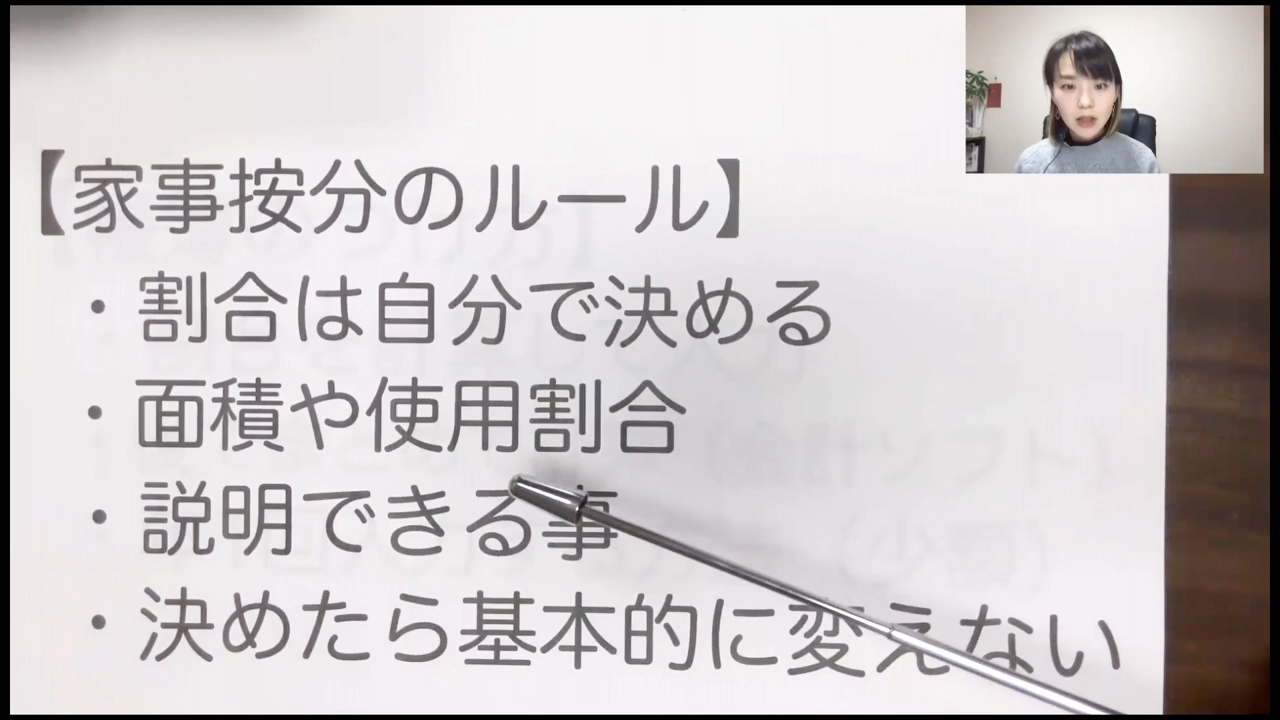 【家事按分のルール】
・割合は自分で決める
・面積や使用割合
・説明できる事
・決めたら基本的に変えない